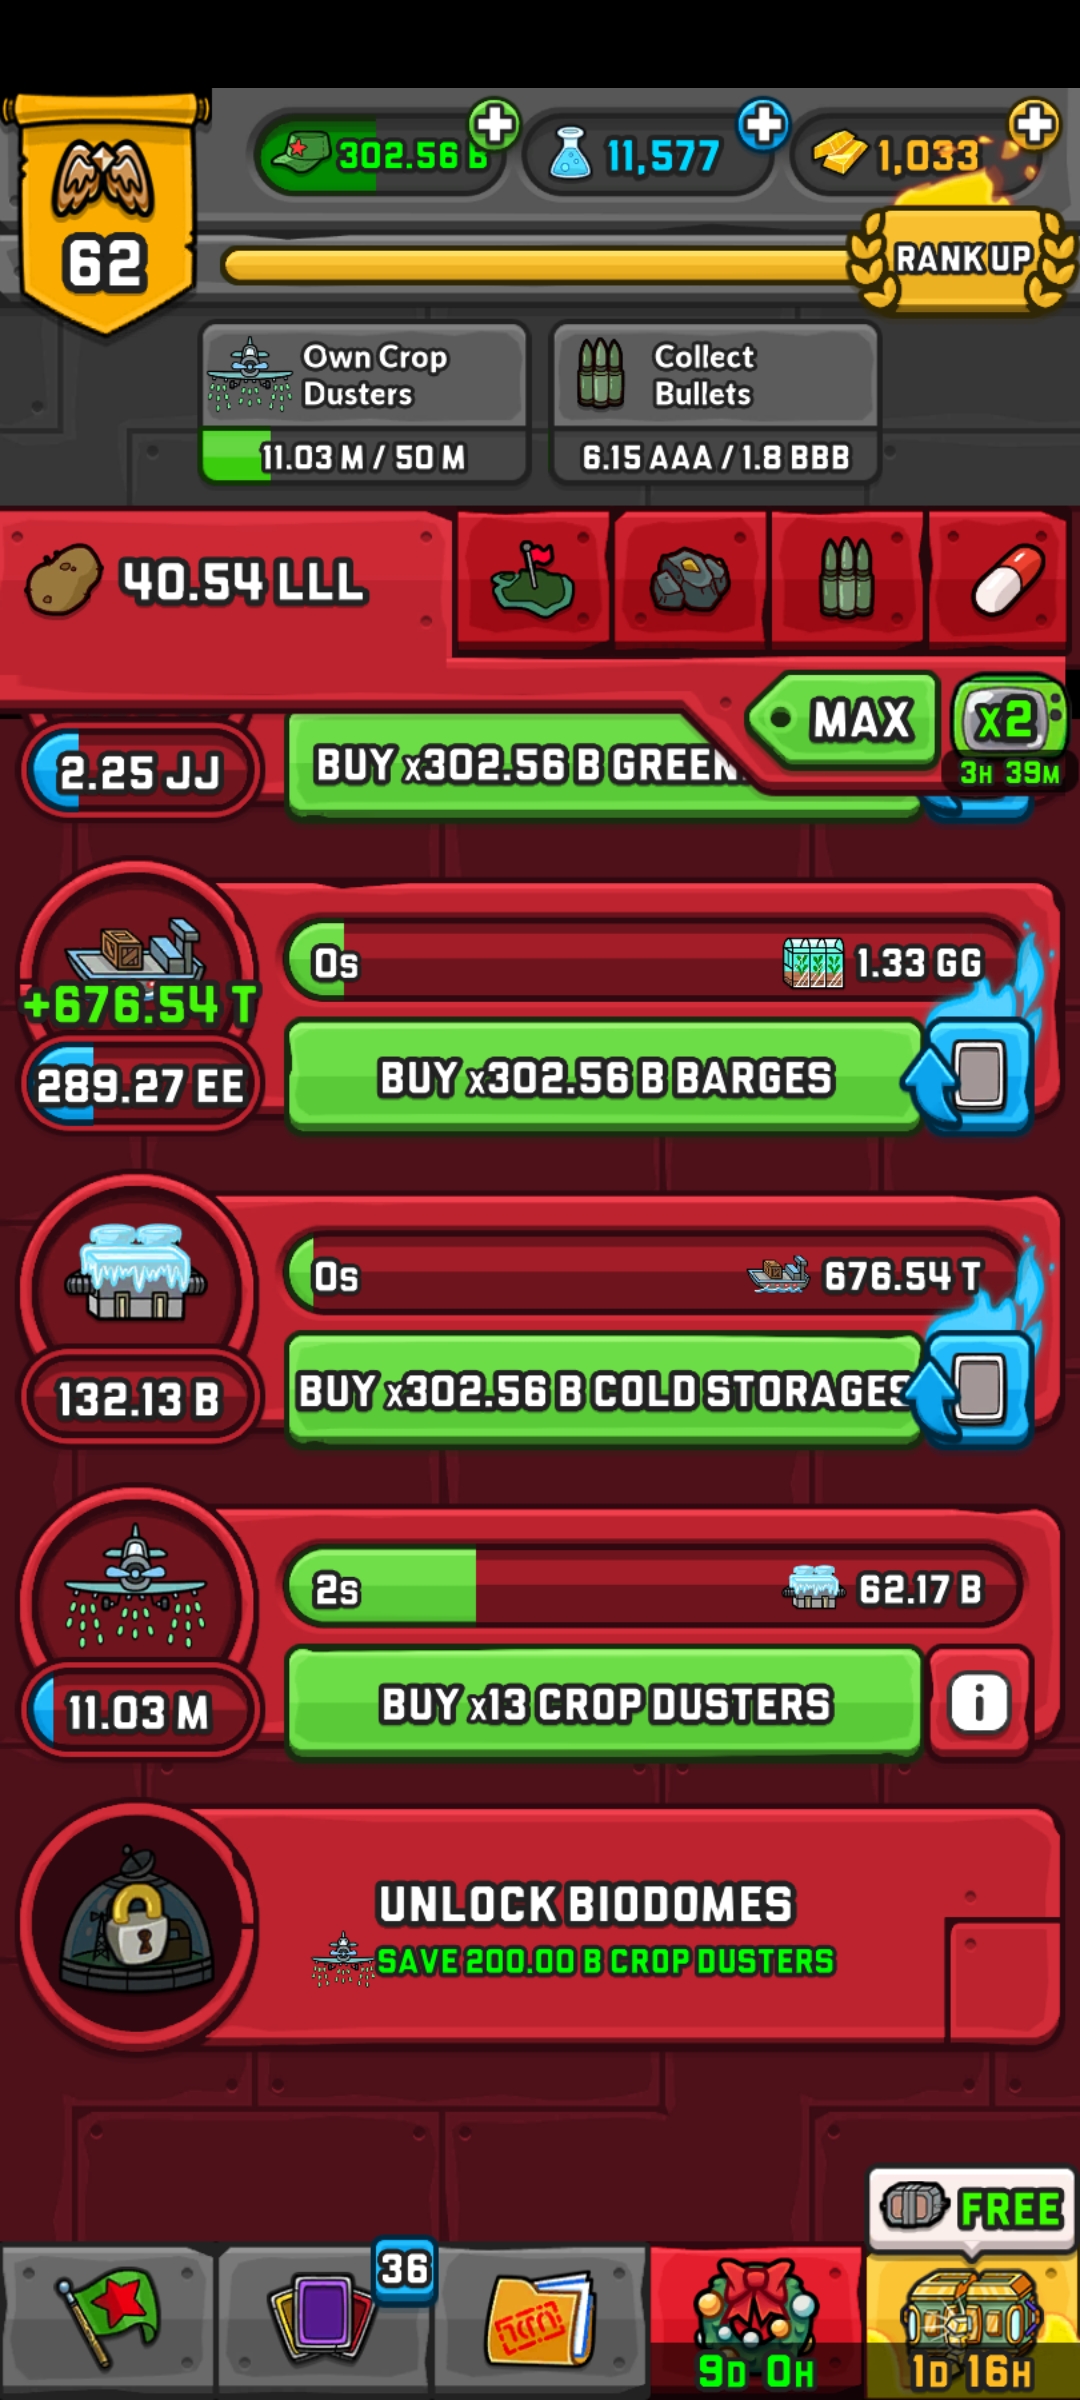 302.56 B
11,577
1,033
62
RANK UP
Own Crop
Dusters
11.03 M / 50 M
Collect
Bullets
6.15 AAA / 1.8 BBB
40.54 LLL
MAX
x2
3H 39M
2.25 JJ
BUY x302.56 B GREEN
0s
1.33 GG
+676.54 T
289.27 EE
BUY x302.56 B BARGES
0s
676.54 T
132.13 B
BUY x302.56 B COLD STORAGES
2s
62.17 B
11.03 M
BUY x13 CROP DUSTERS
i
UNLOCK BIODOMES
SAVE 200.00 B CROP DUSTERS
FREE
36
9D 0H
1D 16H